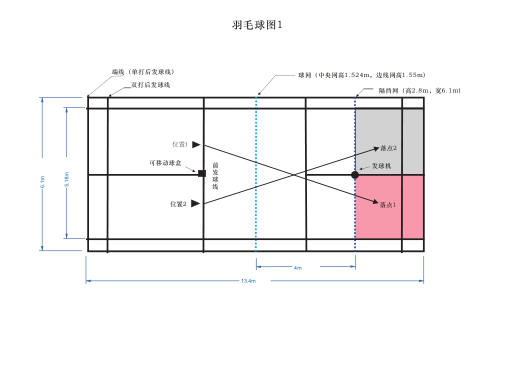 羽毛球图1
端线（单打后发球线）
双打后发球线
球网（中央网高1.524m，边线网高1.55m）
隔挡网（高2.8m，宽6.1m）
位置1
落点2
可移动球盒
前发球线
发球机
位置2
落点1
6.1m
5.18m
4m
13.4m